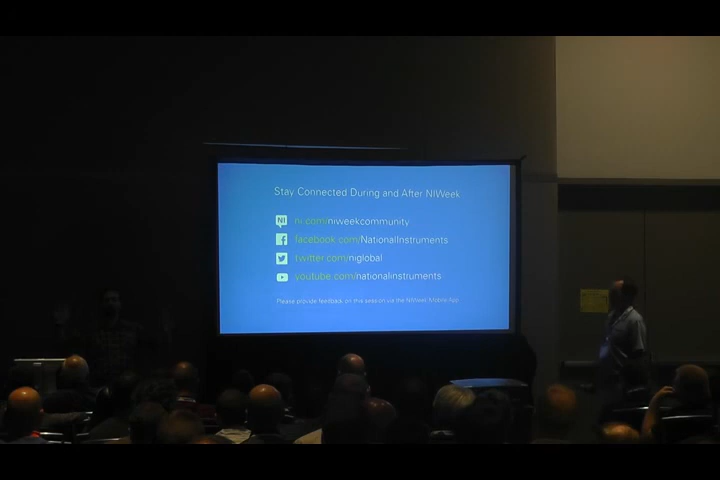 Stay Connected During and After NIWeek
NI ni.com/niweekcommunity
facebook.com/NationalInstruments
twitter.com/niglobal
youtube.com/nationalinstruments
Please provide feedback on this session via the NIWeek Mobile App